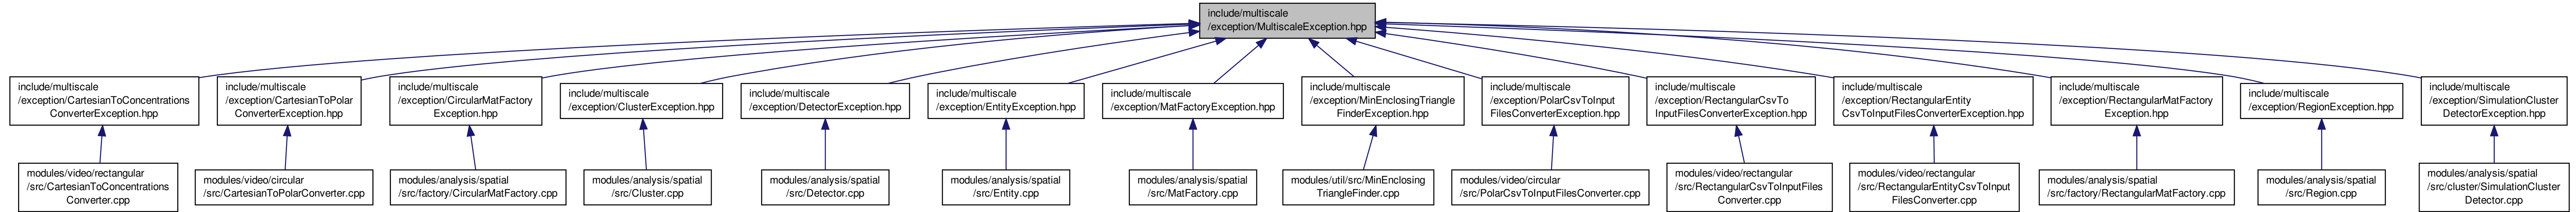 include/multiscale
/exception/MultiscaleException.hpp
include/multiscale
/exception/CartesianToConcentrations
ConverterException.hpp
include/multiscale
/exception/CartesianToPolar
ConverterException.hpp
include/multiscale
/exception/CircularMatFactory
Exception.hpp
include/multiscale
/exception/ClusterException.hpp
include/multiscale
/exception/DetectorException.hpp
include/multiscale
/exception/EntityException.hpp
include/multiscale
/exception/MatFactoryException.hpp
include/multiscale
/exception/MinEnclosingTriangle
FinderException.hpp
include/multiscale
/exception/PolarCsvToInput
FilesConverterException.hpp
include/multiscale
/exception/RectangularCsvTo
InputFilesConverterException.hpp
include/multiscale
/exception/RectangularEntity
CsvToInputFilesConverterException.hpp
include/multiscale
/exception/RectangularMatFactory
Exception.hpp
include/multiscale
/exception/RegionException.hpp
include/multiscale
/exception/SimulationCluster
DetectorException.hpp
modules/video/rectangular
/src/CartesianToConcentrations
Converter.cpp
modules/video/circular
/src/CartesianToPolarConverter.cpp
modules/analysis/spatial
/src/factory/CircularMatFactory.cpp
modules/analysis/spatial
/src/Cluster.cpp
modules/analysis/spatial
/src/Detector.cpp
modules/analysis/spatial
/src/Entity.cpp
modules/analysis/spatial
/src/MatFactory.cpp
modules/util/src/MinEnclosing
TriangleFinder.cpp
modules/video/circular
/src/PolarCsvToInputFilesConverter.cpp
modules/video/rectangular
/src/RectangularCsvToInputFiles
Converter.cpp
modules/video/rectangular
/src/RectangularEntityCsvToInput
FilesConverter.cpp
modules/analysis/spatial
/src/factory/RectangularMatFactory.cpp
modules/analysis/spatial
/src/Region.cpp
modules/analysis/spatial
/src/cluster/SimulationCluster
Detector.cpp